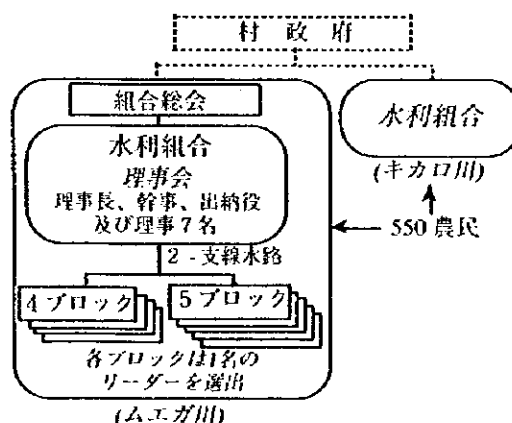 村政府
組合総会
水利組合
理事会
理事長、幹事、出納役
及び理事7名
2 - 支線水路
4ブロック
5ブロック
各ブロックは1名の
リーダーを選出
(ムエガ川)
水利組合
(キカロ川)
550 農民